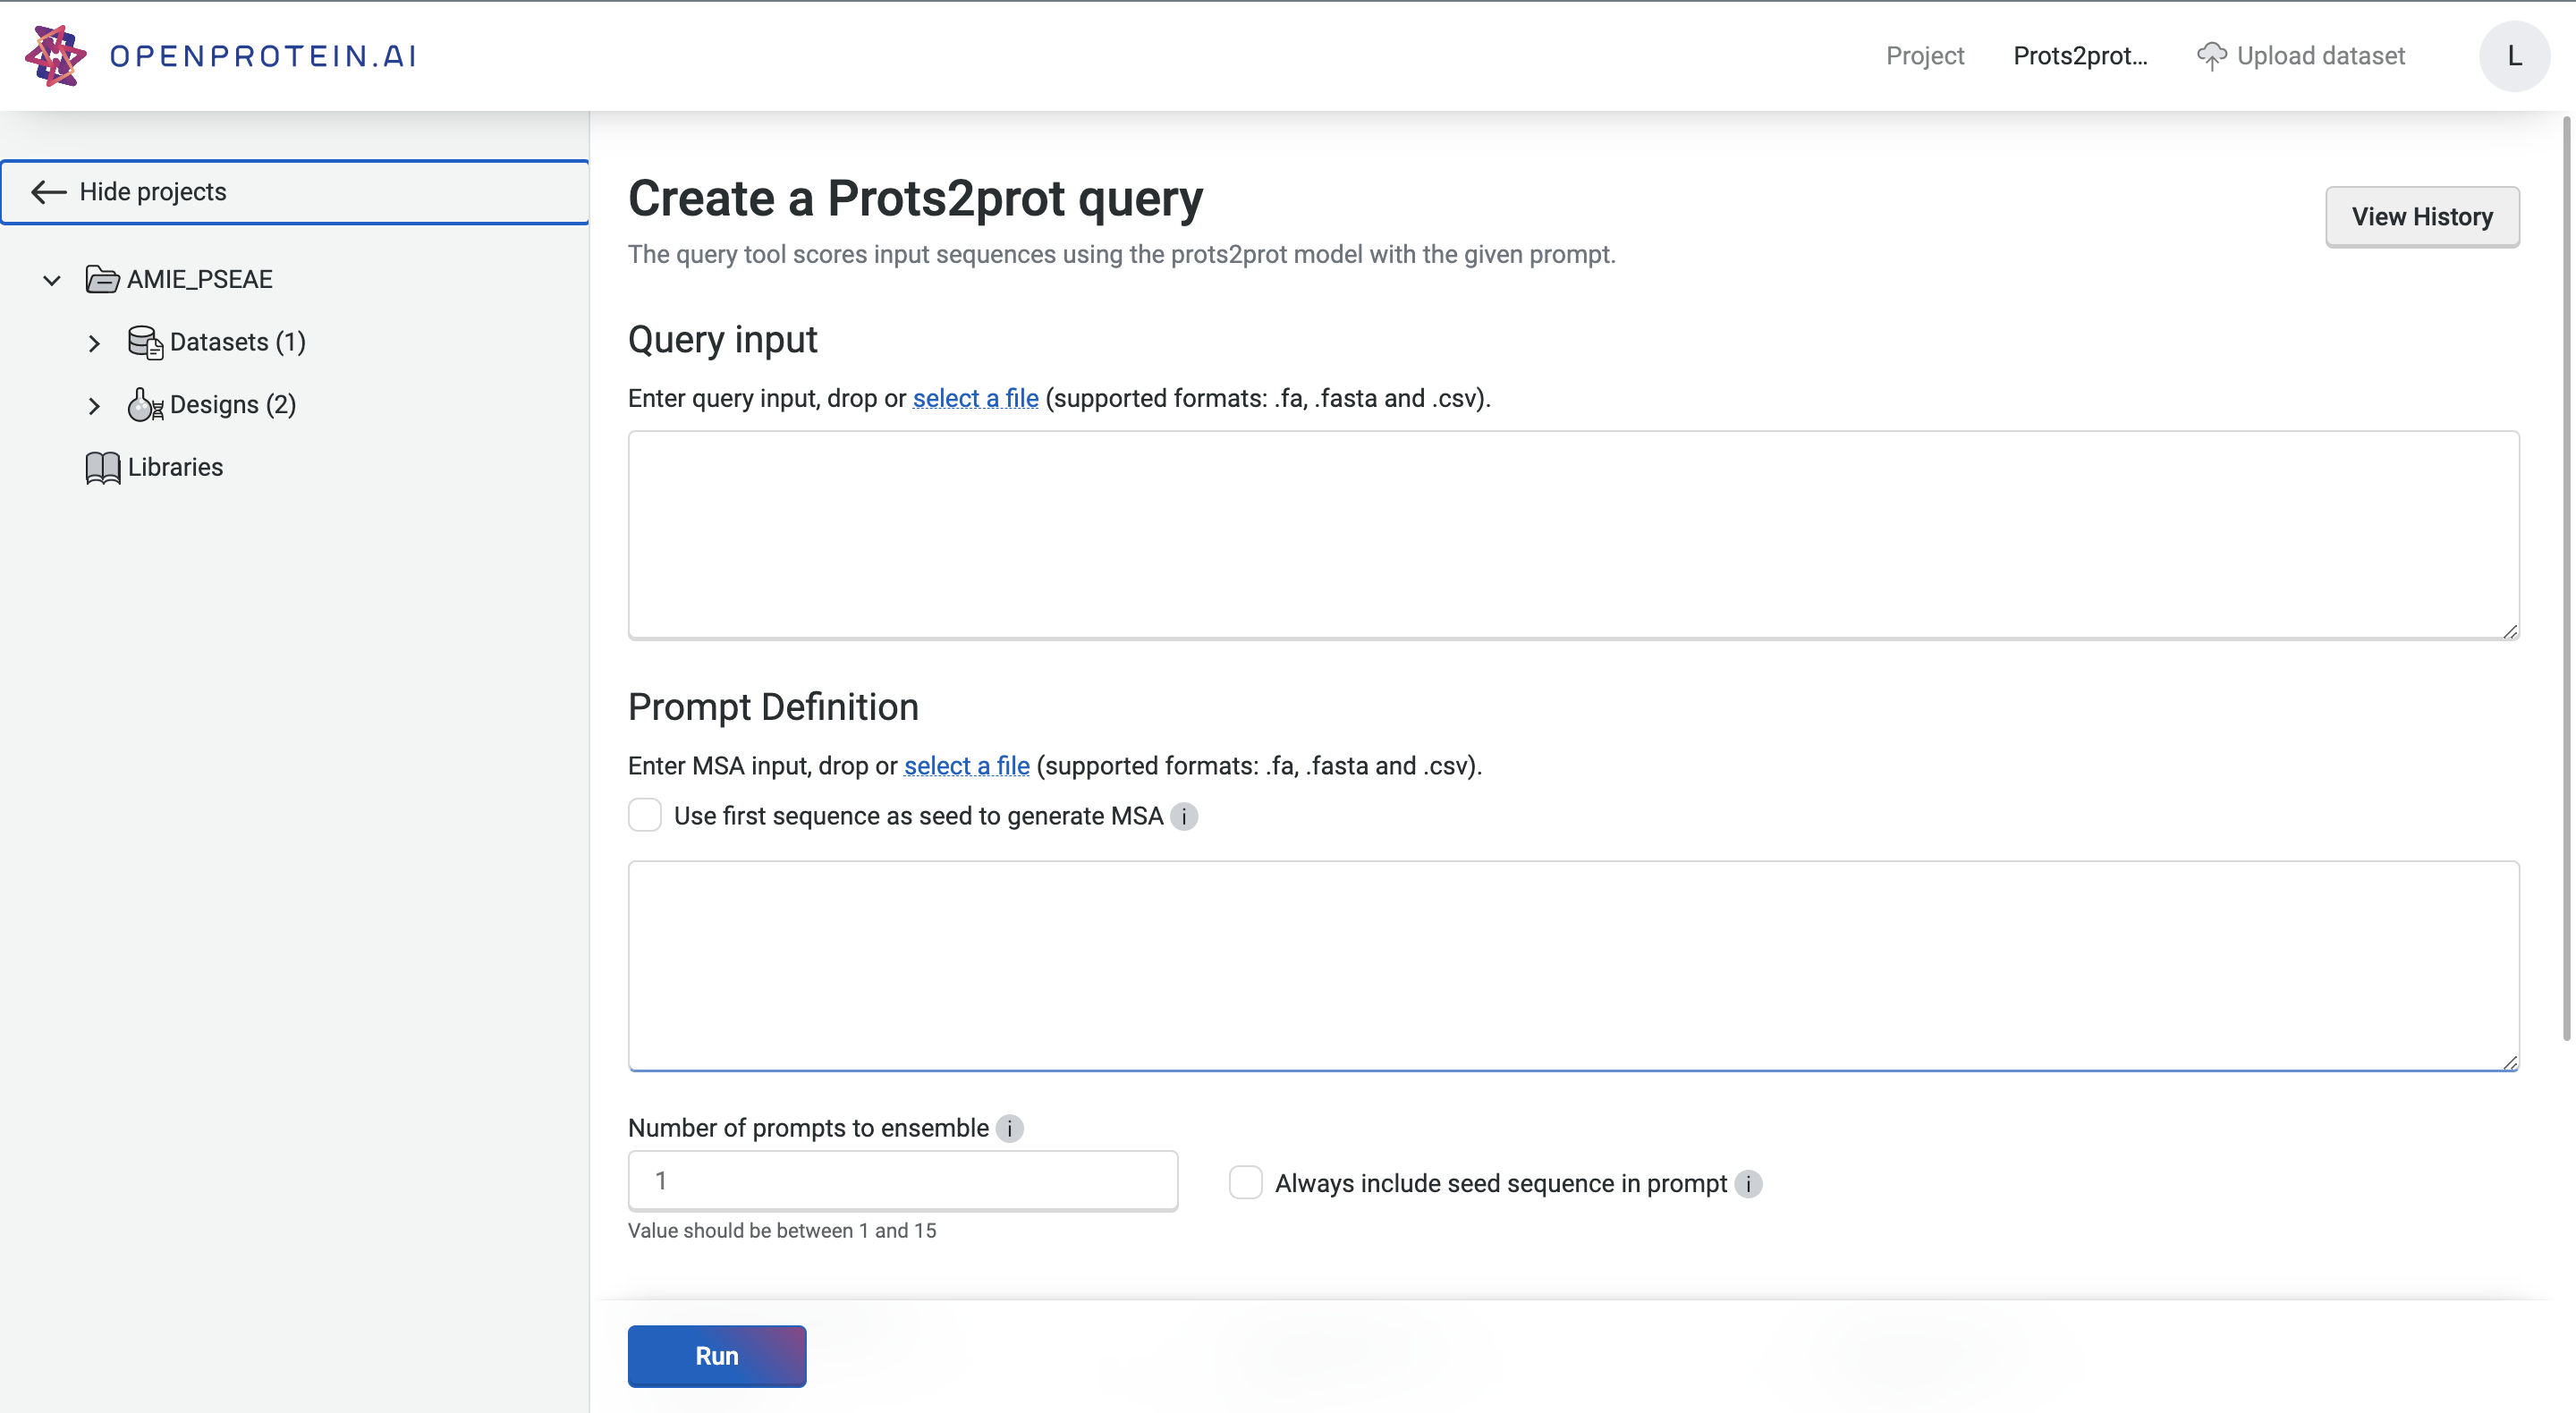 OPENPROTEIN.AI
Project
Prots2prot...
Upload dataset
L
Hide projects
AMIE_PSEAE
Datasets (1)
Designs (2)
Libraries
Create a Prots2prot query
View History
The query tool scores input sequences using the prots2prot model with the given prompt.
Query input
Enter query input, drop or select a file (supported formats: .fa, .fasta and .csv).
Prompt Definition
Enter MSA input, drop or select a file (supported formats: .fa, .fasta and .csv).
Use first sequence as seed to generate MSA i
Number of prompts to ensemble i
1
Always include seed sequence in prompt i
Value should be between 1 and 15
Run